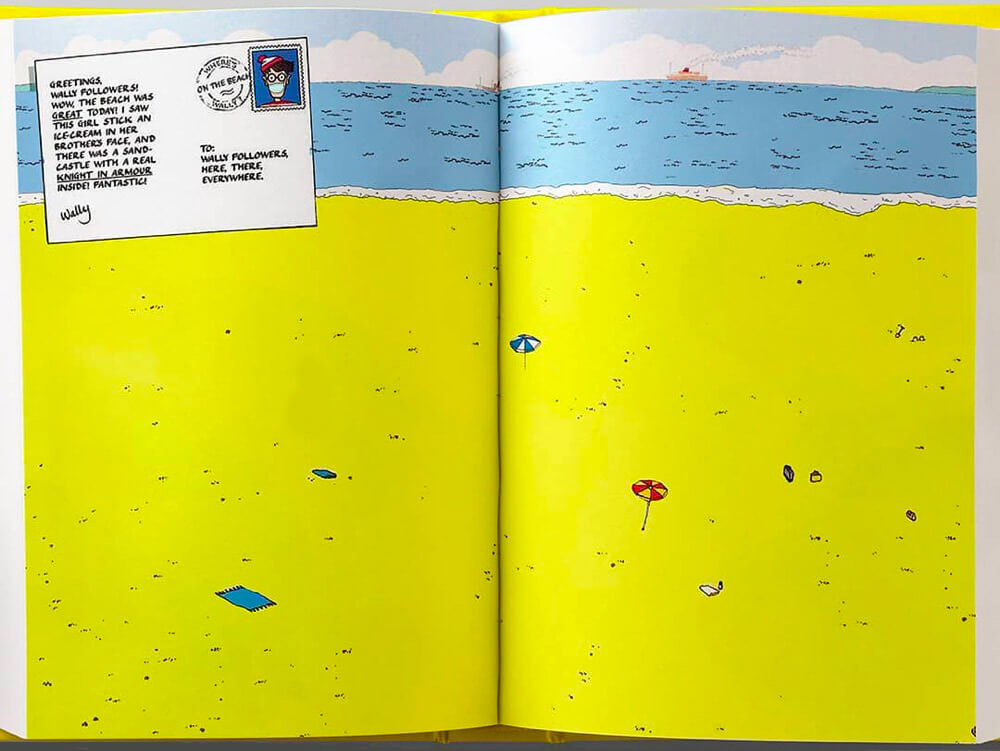 GREETINGS,
WALLY FOLLOWERS!
WOW, THE BEACH WAS
GREAT TODAY! I SAW
THIS GIRL STICK AN
ICE-CREAM IN HER
BROTHER'S FACE, AND
THERE WAS A SAND-
CASTLE WITH A REAL
KNIGHT IN ARMOUR
INSIDE! FANTASTIC!
Wally
WHERE'S
ON THE BEACH
WALLY?
TO:
WALLY FOLLOWERS,
HERE, THERE,
EVERYWHERE.